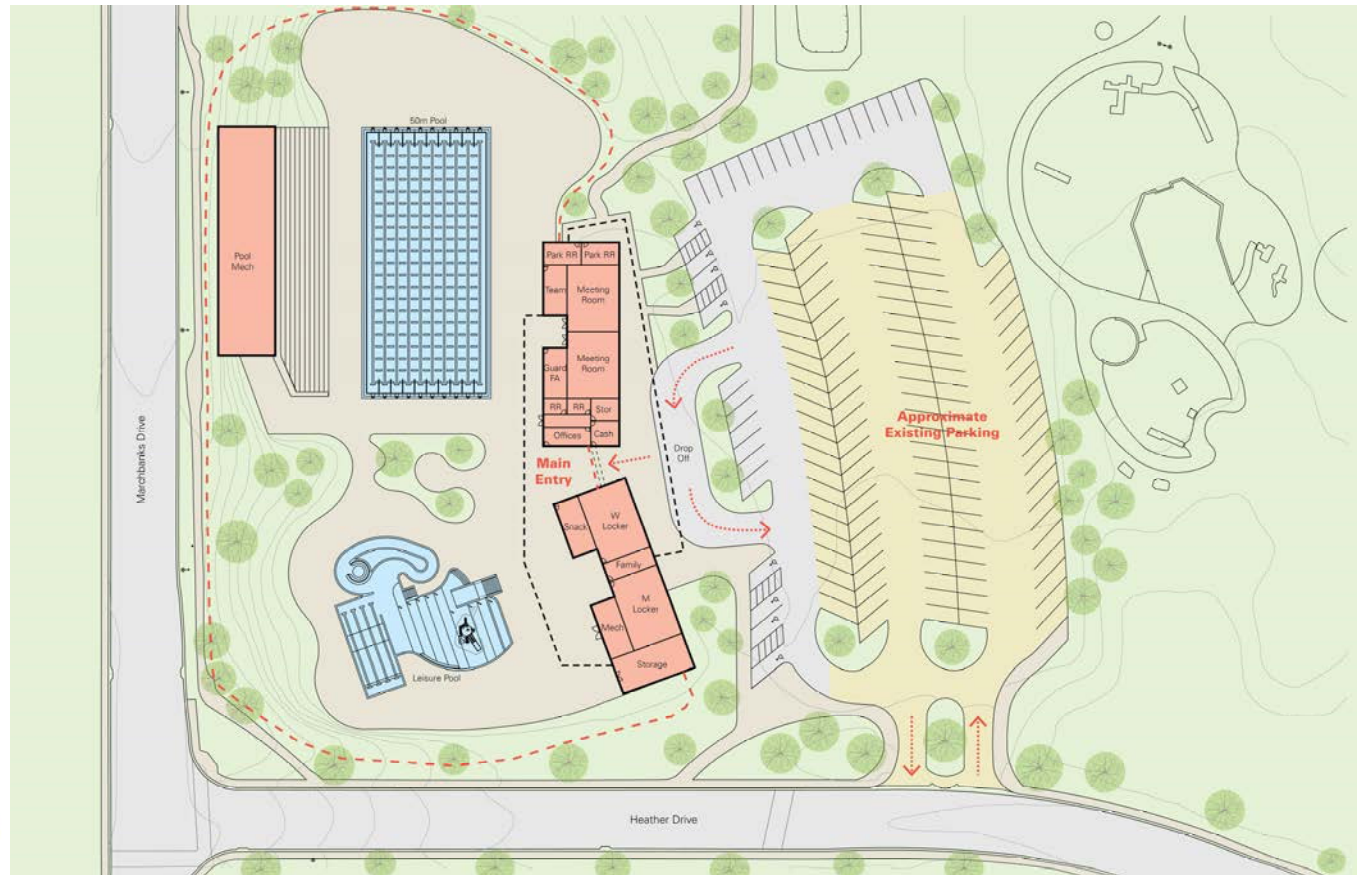 50m Pool
Pool
Mech
Park RR
Park RR
Team
Meeting
Room
Meeting
Room
Guard
FA
RR
RR
Stor
Offices
Cash
Main
Entry
Drop
Off
Approximate
Existing Parking
Snack
W
Locker
Family
M
Locker
Mech
Storage
Leisure Pool
Marchbanks Drive
Heather Drive